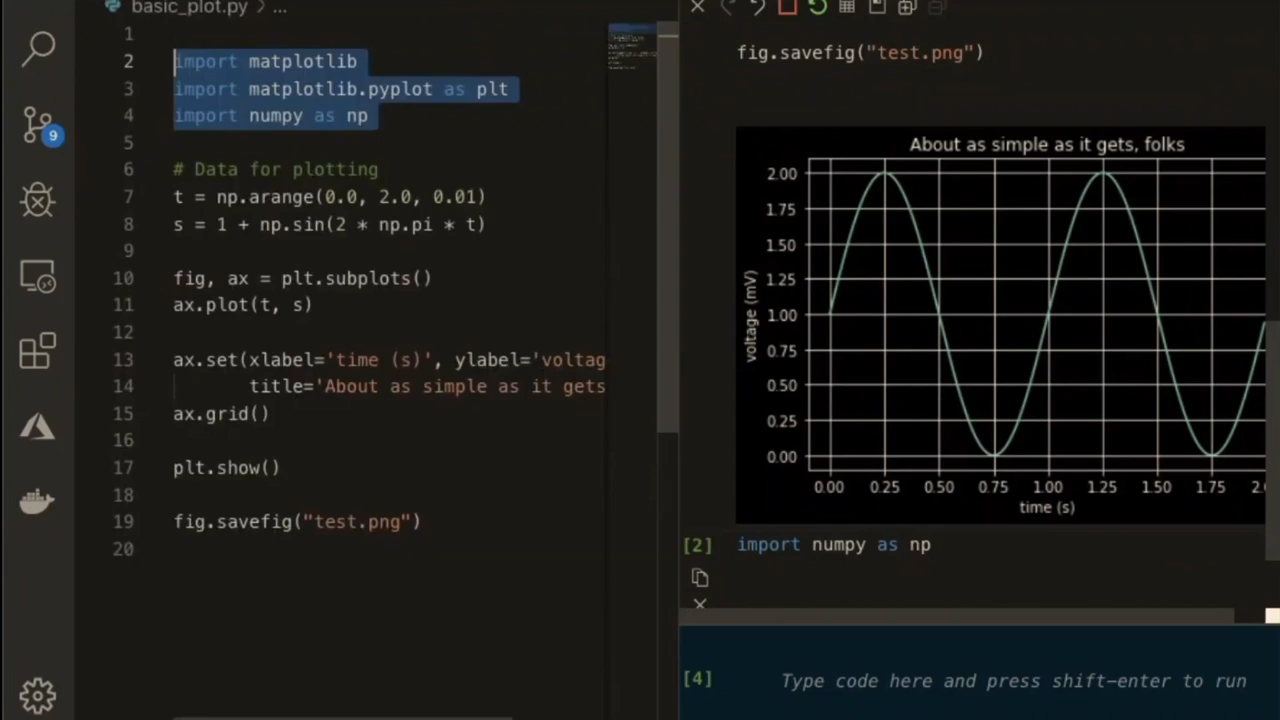 basic_plot.py > ...
1
2 import matplotlib
3 import matplotlib.pyplot as plt
4 import numpy as np
5
6 # Data for plotting
7 t = np.arange(0.0, 2.0, 0.01)
8 s = 1 + np.sin(2 * np.pi * t)
9
10 fig, ax = plt.subplots()
11 ax.plot(t, s)
12
13 ax.set(xlabel='time (s)', ylabel='voltag
14 title='About as simple as it gets
15 ax.grid()
16
17 plt.show()
18
19 fig.savefig("test.png")
20
9
fig.savefig("test.png")
About as simple as it gets, folks
voltage (mV)
2.00
1.75
1.50
1.25
1.00
0.75
0.50
0.25
0.00
0.00 0.25 0.50 0.75 1.00 1.25 1.50 1.75 2.0
time (s)
[2] import numpy as np
[4] Type code here and press shift-enter to run